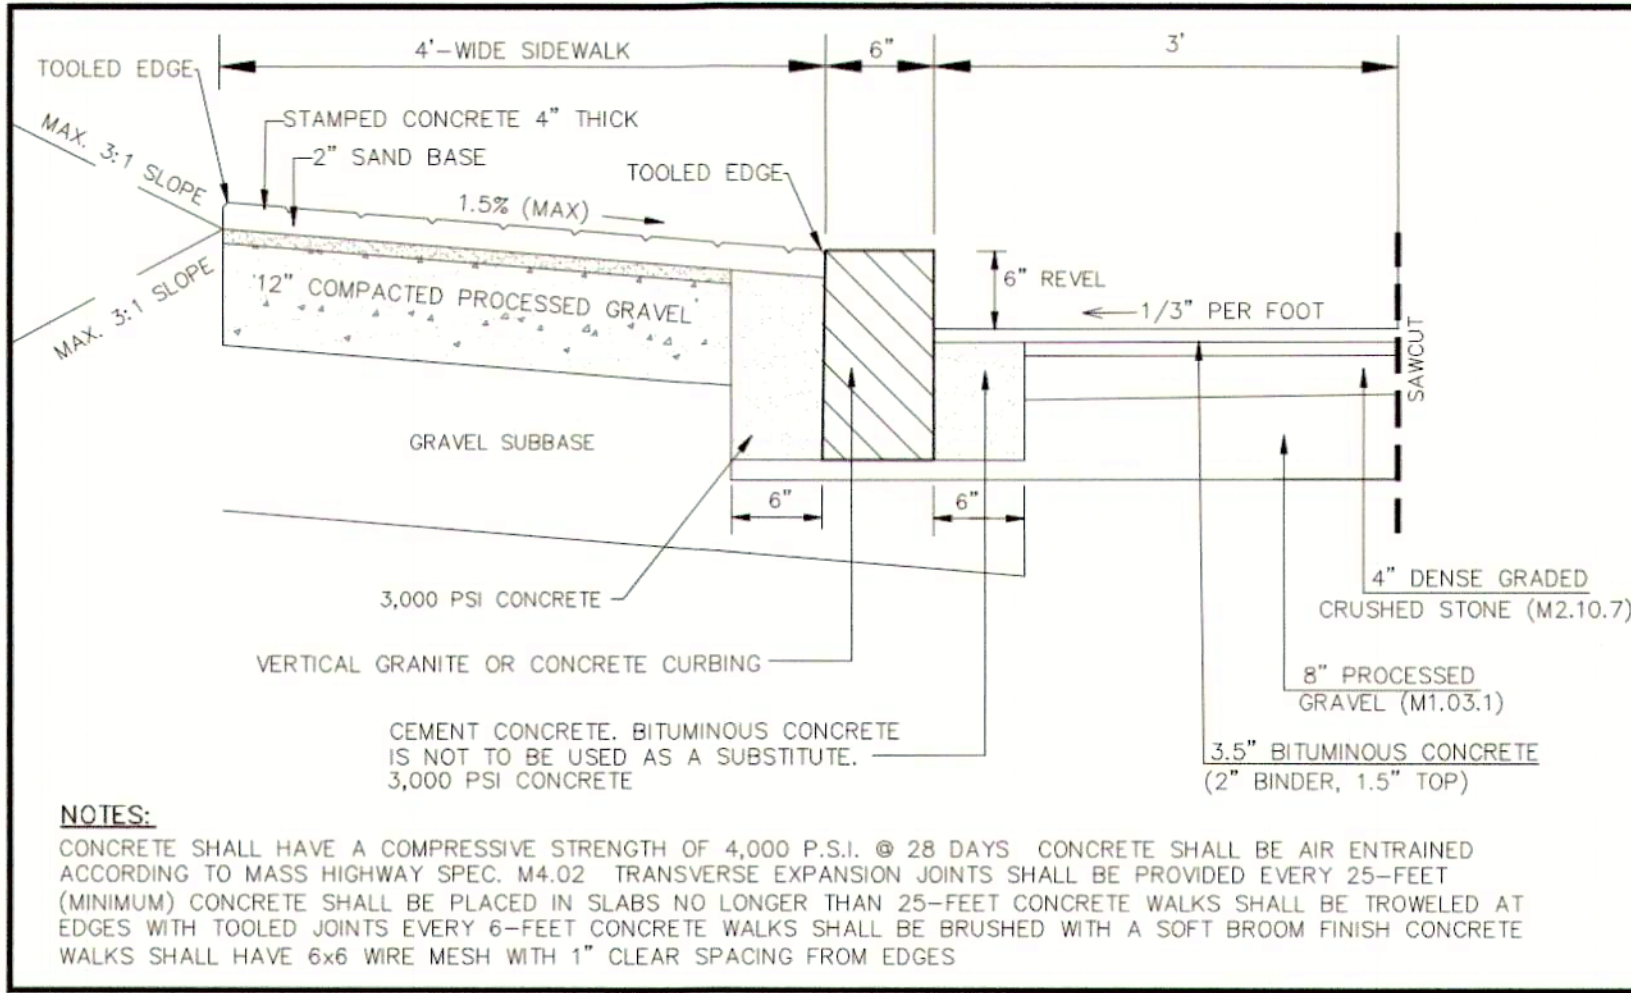 4'-WIDE SIDEWALK
6"
3'
TOOLED EDGE
STAMPED CONCRETE 4" THICK
MAX. 3:1 SLOPE
2" SAND BASE
TOOLED EDGE
1.5% (MAX)
MAX. 3:1 SLOPE
12" COMPACTED PROCESSED GRAVEL
6" REVEL
1/3" PER FOOT
SAWCUT
GRAVEL SUBBASE
6"
6"
3,000 PSI CONCRETE
4" DENSE GRADED
CRUSHED STONE (M2.10.7)
VERTICAL GRANITE OR CONCRETE CURBING
8" PROCESSED
GRAVEL (M1.03.1)
CEMENT CONCRETE. BITUMINOUS CONCRETE
IS NOT TO BE USED AS A SUBSTITUTE.
3,000 PSI CONCRETE
3.5" BITUMINOUS CONCRETE
(2" BINDER, 1.5" TOP)
NOTES:
CONCRETE SHALL HAVE A COMPRESSIVE STRENGTH OF 4,000 P.S.I. @ 28 DAYS CONCRETE SHALL BE AIR ENTRAINED
ACCORDING TO MASS HIGHWAY SPEC. M4.02 TRANSVERSE EXPANSION JOINTS SHALL BE PROVIDED EVERY 25-FEET
(MINIMUM) CONCRETE SHALL BE PLACED IN SLABS NO LONGER THAN 25-FEET CONCRETE WALKS SHALL BE TROWELED AT
EDGES WITH TOOLED JOINTS EVERY 6-FEET CONCRETE WALKS SHALL BE BRUSHED WITH A SOFT BROOM FINISH CONCRETE
WALKS SHALL HAVE 6x6 WIRE MESH WITH 1" CLEAR SPACING FROM EDGES